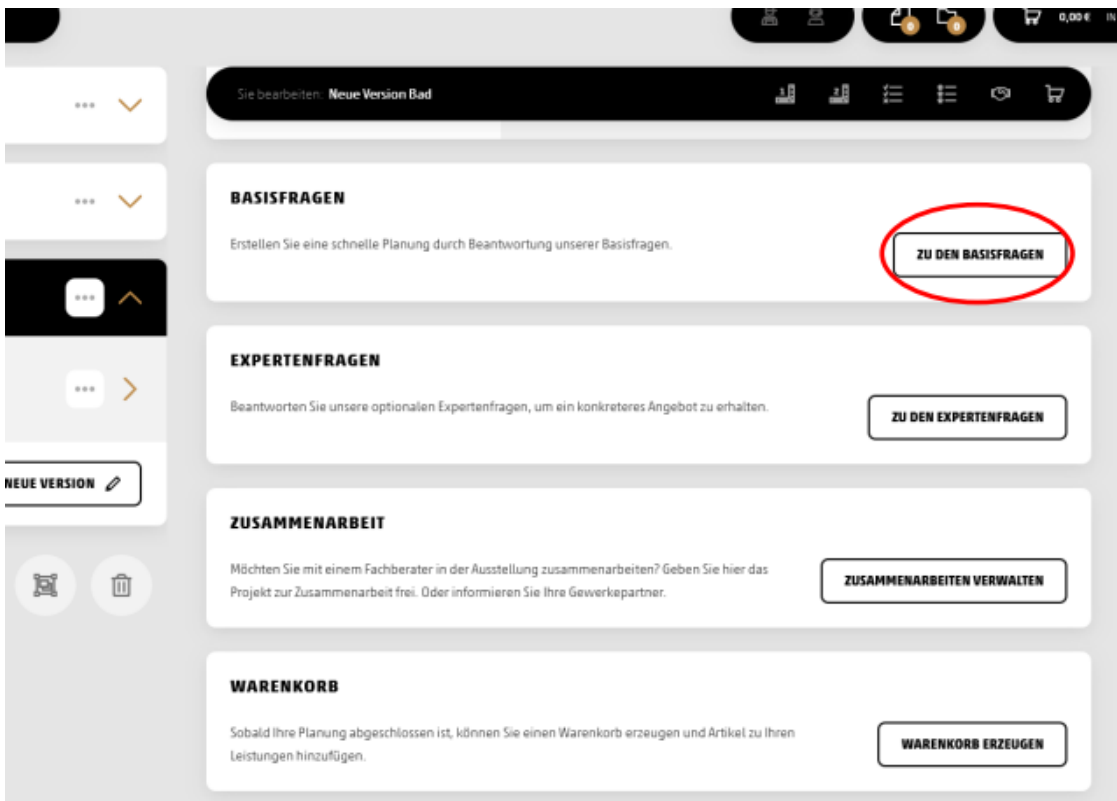 0 0 0,00 € IN
Sie bearbeiten: Neue Version Bad
BASISFRAGEN
Erstellen Sie eine schnelle Planung durch Beantwortung unserer Basisfragen.
ZU DEN BASISFRAGEN
EXPERTENFRAGEN
Beantworten Sie unsere optionalen Expertenfragen, um ein konkreteres Angebot zu erhalten.
ZU DEN EXPERTENFRAGEN
NEUE VERSION
ZUSAMMENARBEIT
Möchten Sie mit einem Fachberater in der Ausstellung zusammenarbeiten? Geben Sie hier das
Projekt zur Zusammenarbeit frei. Oder informieren Sie Ihre Gewerkepartner.
ZUSAMMENARBEITEN VERWALTEN
WARENKORB
Sobald Ihre Planung abgeschlossen ist, können Sie einen Warenkorb erzeugen und Artikel zu Ihren
Leistungen hinzufügen.
WARENKORB ERZEUGEN